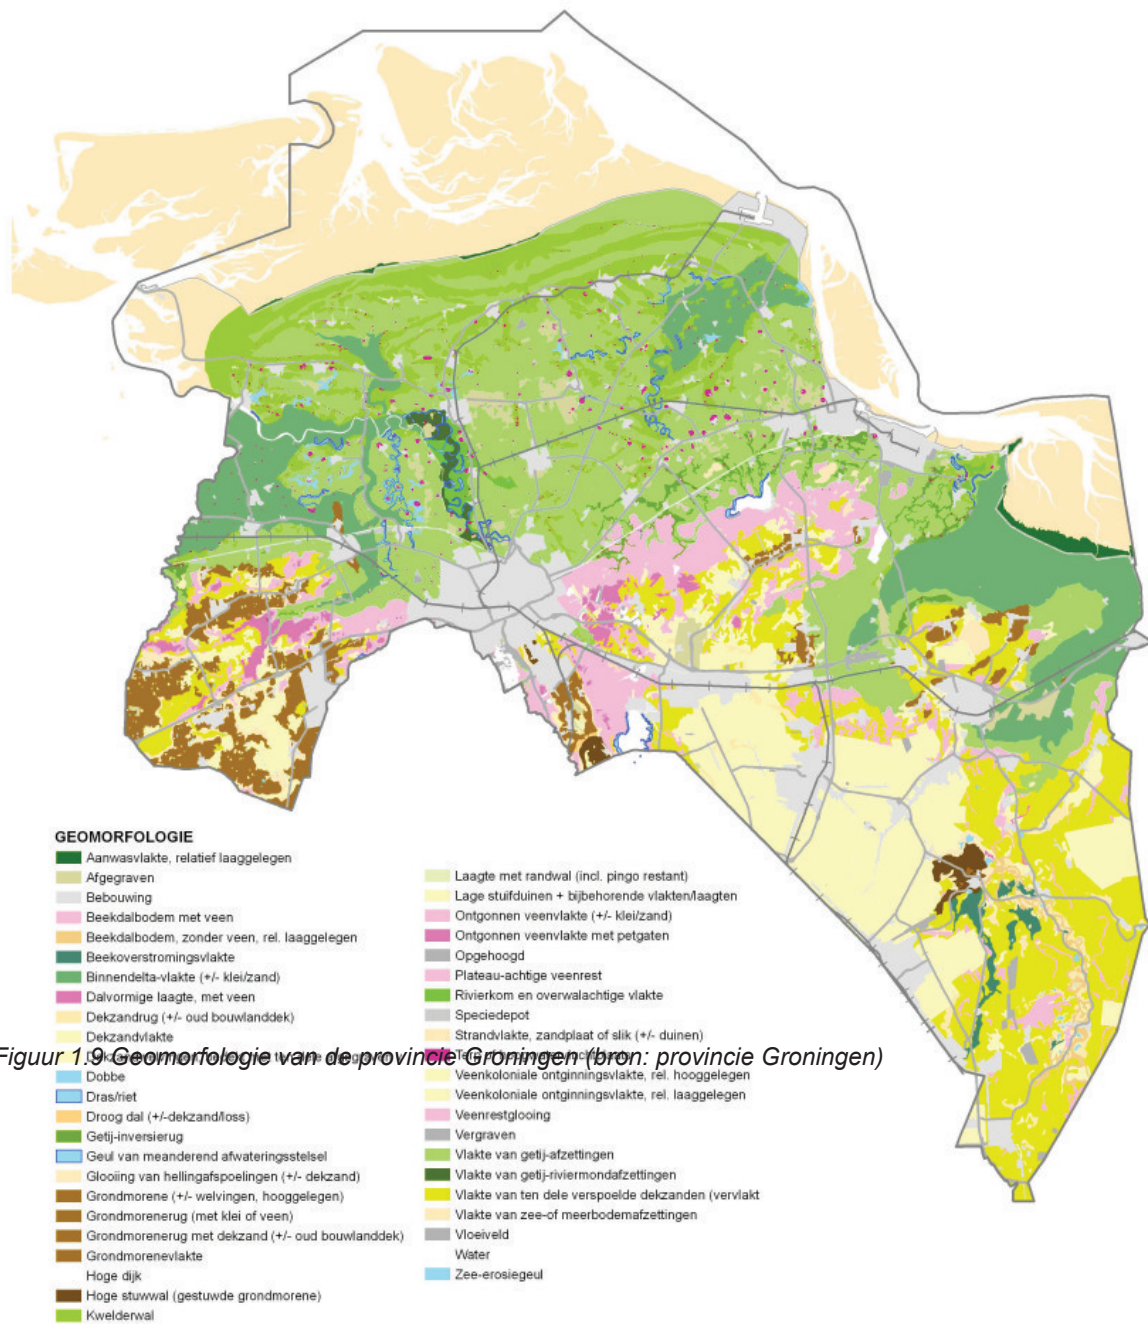 GEOMORFOLOGIE
Aanwasvlakte, relatief laaggelegen
Afgegraven
Bebouwing
Beekdalbodem met veen
Beekdalbodem, zonder veen, rel. laaggelegen
Beekoverstromingsvlakte
Binnendelta-vlakte (+/- klei/zand)
Dalvormige laagte, met veen
Dekzandrug (+/- oud bouwlanddek)
Dekzandvlakte
Dobbe
Dras/riet
Droog dal (+/-dekzand/loss)
Getij-inversierug
Geul van meanderend afwateringsstelsel
Glooiing van hellingafspoelingen (+/- dekzand)
Grondmorene (+/- welvingen, hooggelegen)
Grondmorenerug (met klei of veen)
Grondmorenerug met dekzand (+/- oud bouwlanddek)
Grondmorenevlakte
Hoge dijk
Hoge stuwwal (gestuwde grondmorene)
Kwelderwal
Laagte met randwal (incl. pingo restant)
Lage stuifduinen + bijbehorende vlakten/laagten
Ontgonnen veenvlakte (+/- klei/zand)
Ontgonnen veenvlakte met petgaten
Opgehoogd
Plateau-achtige veenrest
Rivierkom en overwalachtige vlakte
Speciedepot
Strandvlakte, zandplaat of slik (+/- duinen)
Veenkoloniale ontginningsvlakte, rel. hooggelegen
Veenkoloniale ontginningsvlakte, rel. laaggelegen
Veenrestglooing
Vergraven
Vlakte van getij-afzettingen
Vlakte van getij-riviermondafzettingen
Vlakte van ten dele verspoelde dekzanden (vervlakt
Vlakte van zee-of meerbodemafzettingen
Vloeiveld
Water
Zee-erosiegeul
Figuur 1.9 Geomorfologie van de provincie Groningen (bron: provincie Groningen)